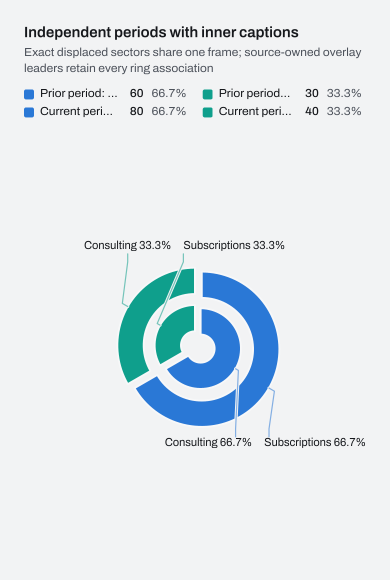 Independent periods with inner captions
Exact displaced sectors share one frame; source-owned overlay
leaders retain every ring association
Prior period: ... 60 66.7% Prior period... 30 33.3%
Current peri... 80 66.7% Current peri... 40 33.3%
Consulting 33.3% Subscriptions 33.3%
Consulting 66.7% Subscriptions 66.7%